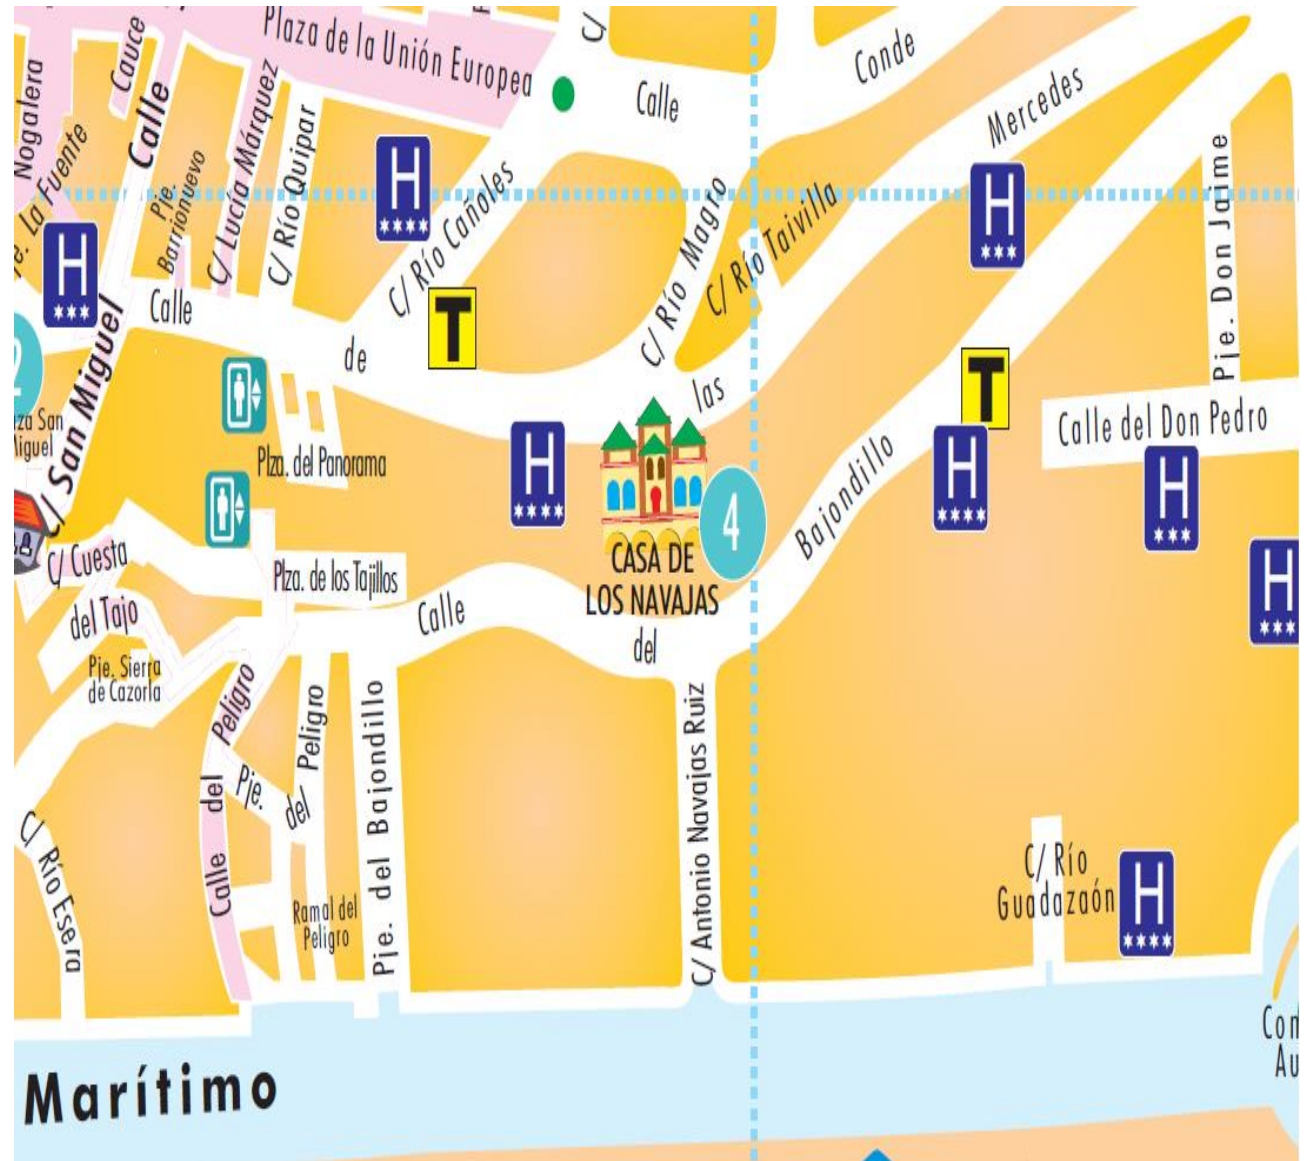 Plaza de la Unión Europea
C/
Conde
Cauce
Nogalera
Calle
Calle
Mercedes
C/ Lucía Márquez
C/ Río Quipar
Pje.
Barrionuevo
La Fuente
H
****
C/ Río Cañoles
C/ Río Magro
C/ Río Taivilla
H
***
Pje. Don Jaime
H
***
Calle
de
las
T
T
C/ San Miguel
San
Plza. del Panorama
H
****
H
****
Calle del Don Pedro
H
***
4
CASA DE
LOS NAVAJAS
Bajondillo
H
***
C/ Cuesta
del Tajo
Plza. de los Tajillos
Calle
del
Pje. Sierra
de Cazorla
Calle del Peligro
Pje. del Peligro
Pje. del Bajondillo
C/ Antonio Navajas Ruiz
C/ Río Esera
Ramal del
Peligro
C/ Río
Guadazaón
H
****
Marítimo